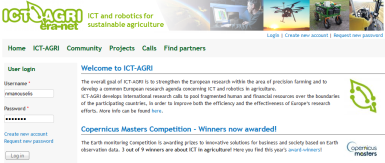 ICT-AGRI
era-net
ICT and robotics for
sustainable agriculture
Login | Create new account | Request new password
Home ICT-AGRI Community Projects Calls Find partners
User login
Username *
nmanouselis
Password *
Create new account
Request new password
Log in
Welcome to ICT-AGRI
The overall goal of ICT-AGRI is to strengthen the European research within the area of precision farming and to
develop a common European research agenda concerning ICT and robotics in agriculture.
ICT-AGRI develops international research calls to pool fragmented human and financial resources over the boundaries
of the participating countries, in order to improve both the efficiency and the effectiveness of Europe's research
efforts. More info can be found here.
Copernicus Masters Competition - Winners now awarded!
The Earth monitoring Competition is awarding prizes to innovative solutions for business and society based on Earth
observation data. 3 out of 9 winners are about ICT in agriculture! Here you find this year's award winners!
copernicus
masters